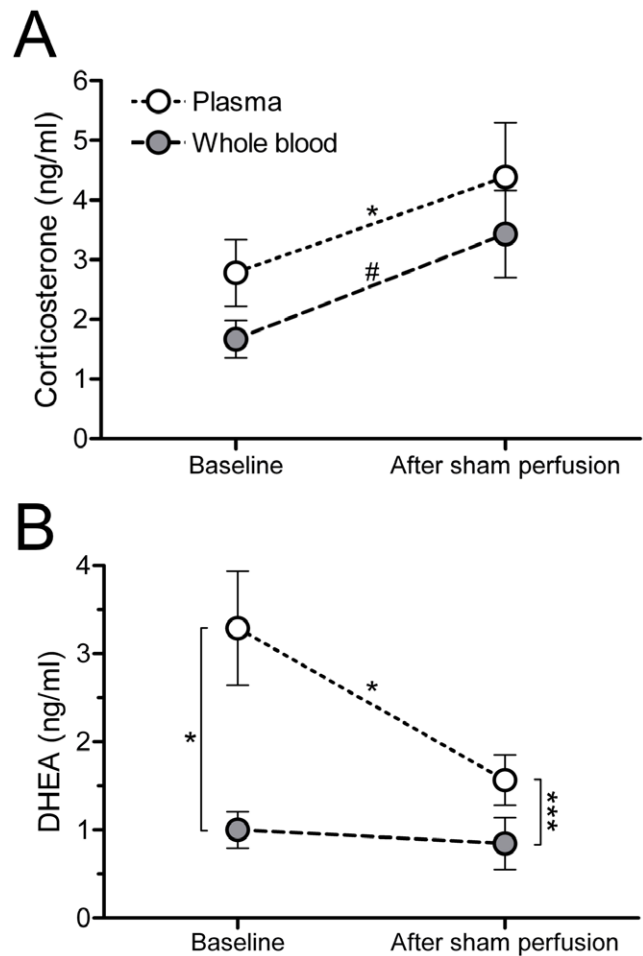 A
Corticosterone (ng/ml)
6
5
4
3
2
1
0
Plasma
Whole blood
*
#
Baseline
After sham perfusion
B
DHEA (ng/ml)
4
3
2
1
0
*
*
***
Baseline
After sham perfusion